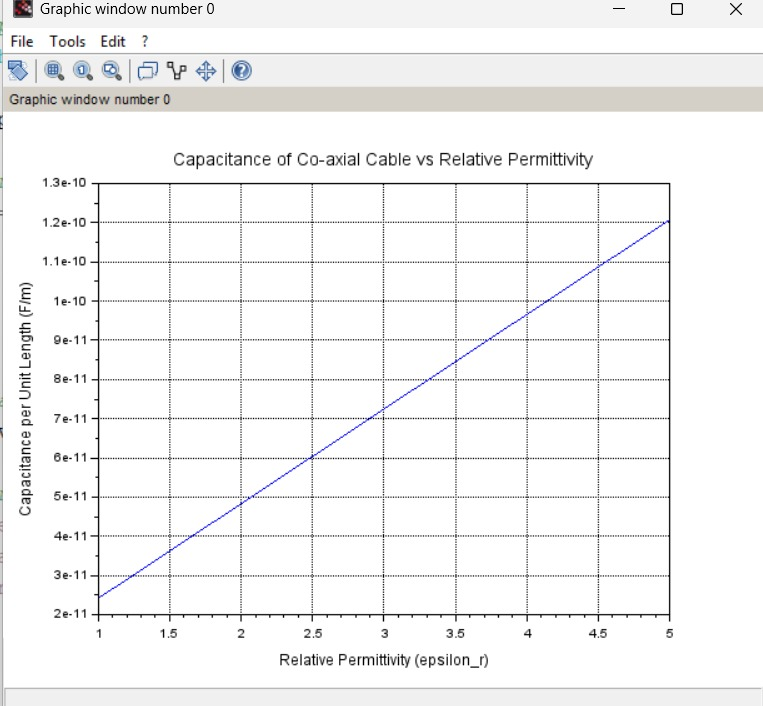 Graphic window number 0
File Tools Edit ?
Graphic window number 0
Capacitance of Co-axial Cable vs Relative Permittivity
Capacitance per Unit Length (F/m)
1.3e-10
1.2e-10
1.1e-10
1e-10
9e-11
8e-11
7e-11
6e-11
5e-11
4e-11
3e-11
2e-11
1 1.5 2 2.5 3 3.5 4 4.5 5
Relative Permittivity (epsilon_r)